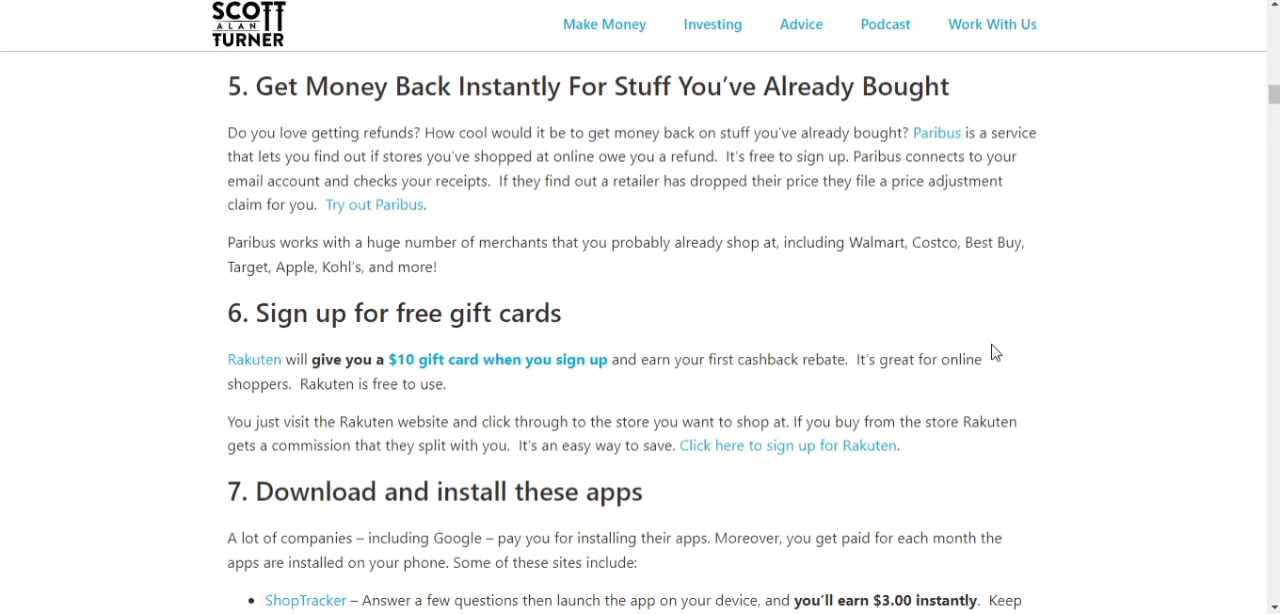 SCOTT
ALAN
TURNER
Make Money Investing Advice Podcast Work With Us
5. Get Money Back Instantly For Stuff You’ve Already Bought
Do you love getting refunds? How cool would it be to get money back on stuff you’ve already bought? Paribus is a service
that lets you find out if stores you’ve shopped at online owe you a refund.  It’s free to sign up. Paribus connects to your
email account and checks your receipts.  If they find out a retailer has dropped their price they file a price adjustment
claim for you.  Try out Paribus.
Paribus works with a huge number of merchants that you probably already shop at, including Walmart, Costco, Best Buy,
Target, Apple, Kohl’s, and more!
6. Sign up for free gift cards
Rakuten will give you a $10 gift card when you sign up and earn your first cashback rebate.  It’s great for online
shoppers.  Rakuten is free to use.
You just visit the Rakuten website and click through to the store you want to shop at. If you buy from the store Rakuten
gets a commission that they split with you.  It’s an easy way to save. Click here to sign up for Rakuten.
7. Download and install these apps
A lot of companies – including Google – pay you for installing their apps. Moreover, you get paid for each month the
apps are installed on your phone. Some of these sites include:
• ShopTracker – Answer a few questions then launch the app on your device, and you’ll earn $3.00 instantly.  Keep